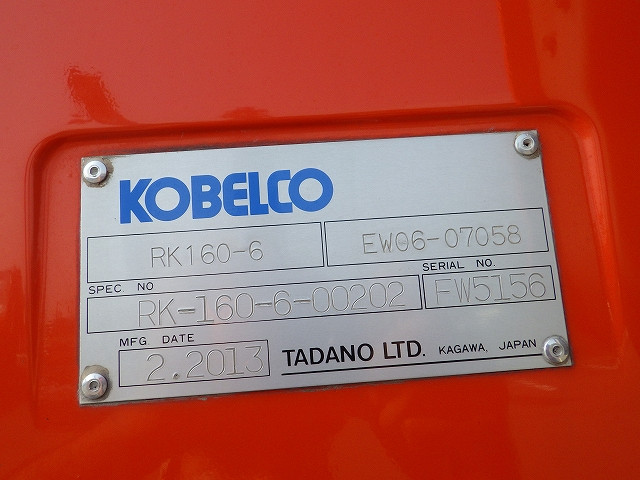 KOBELCO
RK160-6 EW06-07058
SPEC NO SERIAL NO.
RK-160-6-00202 FW5156
MFG DATE
2.2013 TADANO LTD. KAGAWA, JAPAN